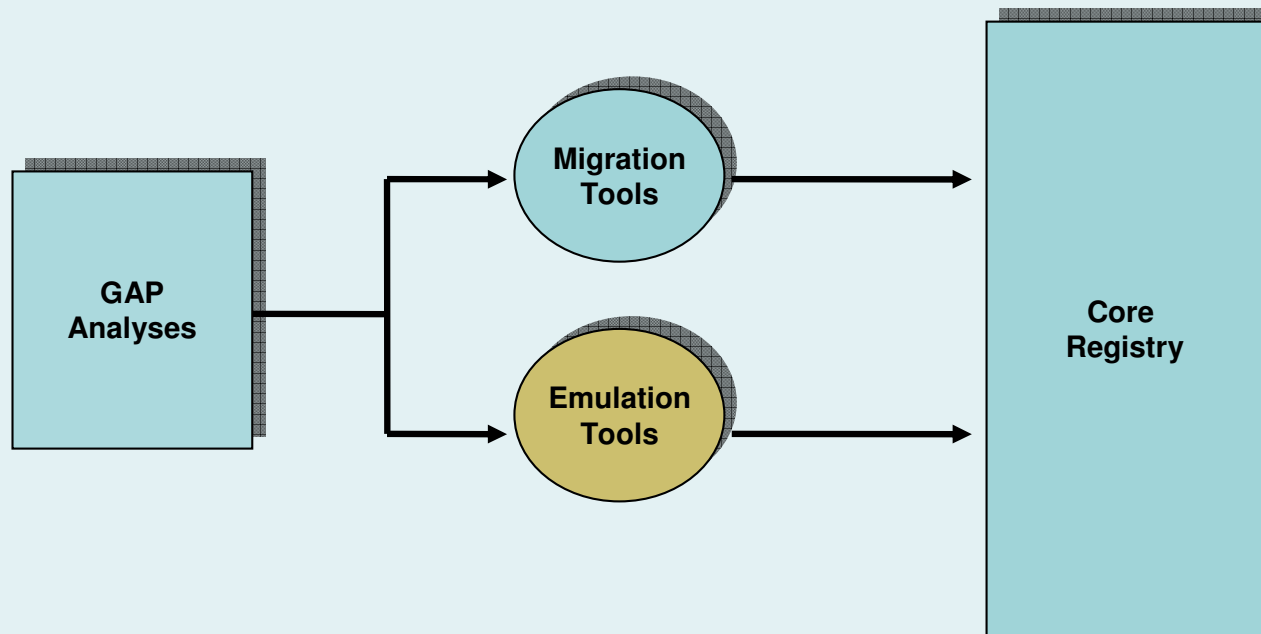 GAP
Analyses
Migration
Tools
Emulation
Tools
Core
Registry